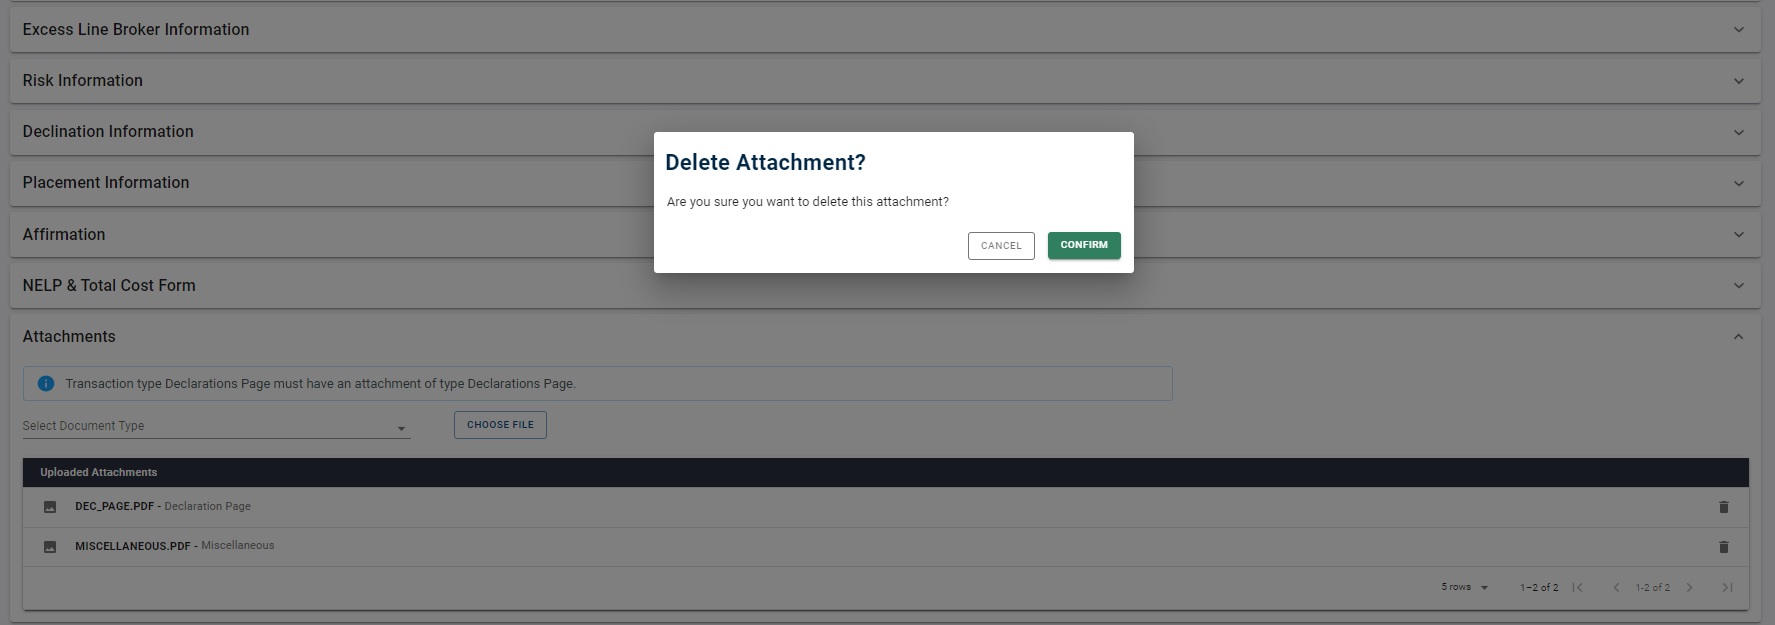 Excess Line Broker Information
Risk Information
Declination Information
Placement Information
Affirmation
NELP & Total Cost Form
Delete Attachment?
Are you sure you want to delete this attachment?
CANCEL CONFIRM
Attachments
Transaction type Declarations Page must have an attachment of type Declarations Page.
Select Document Type CHOOSE FILE
Uploaded Attachments
DEC_PAGE.PDF - Declaration Page
MISCELLANEOUS.PDF - Miscellaneous
5 rows 1–2 of 2 1-2 of 2